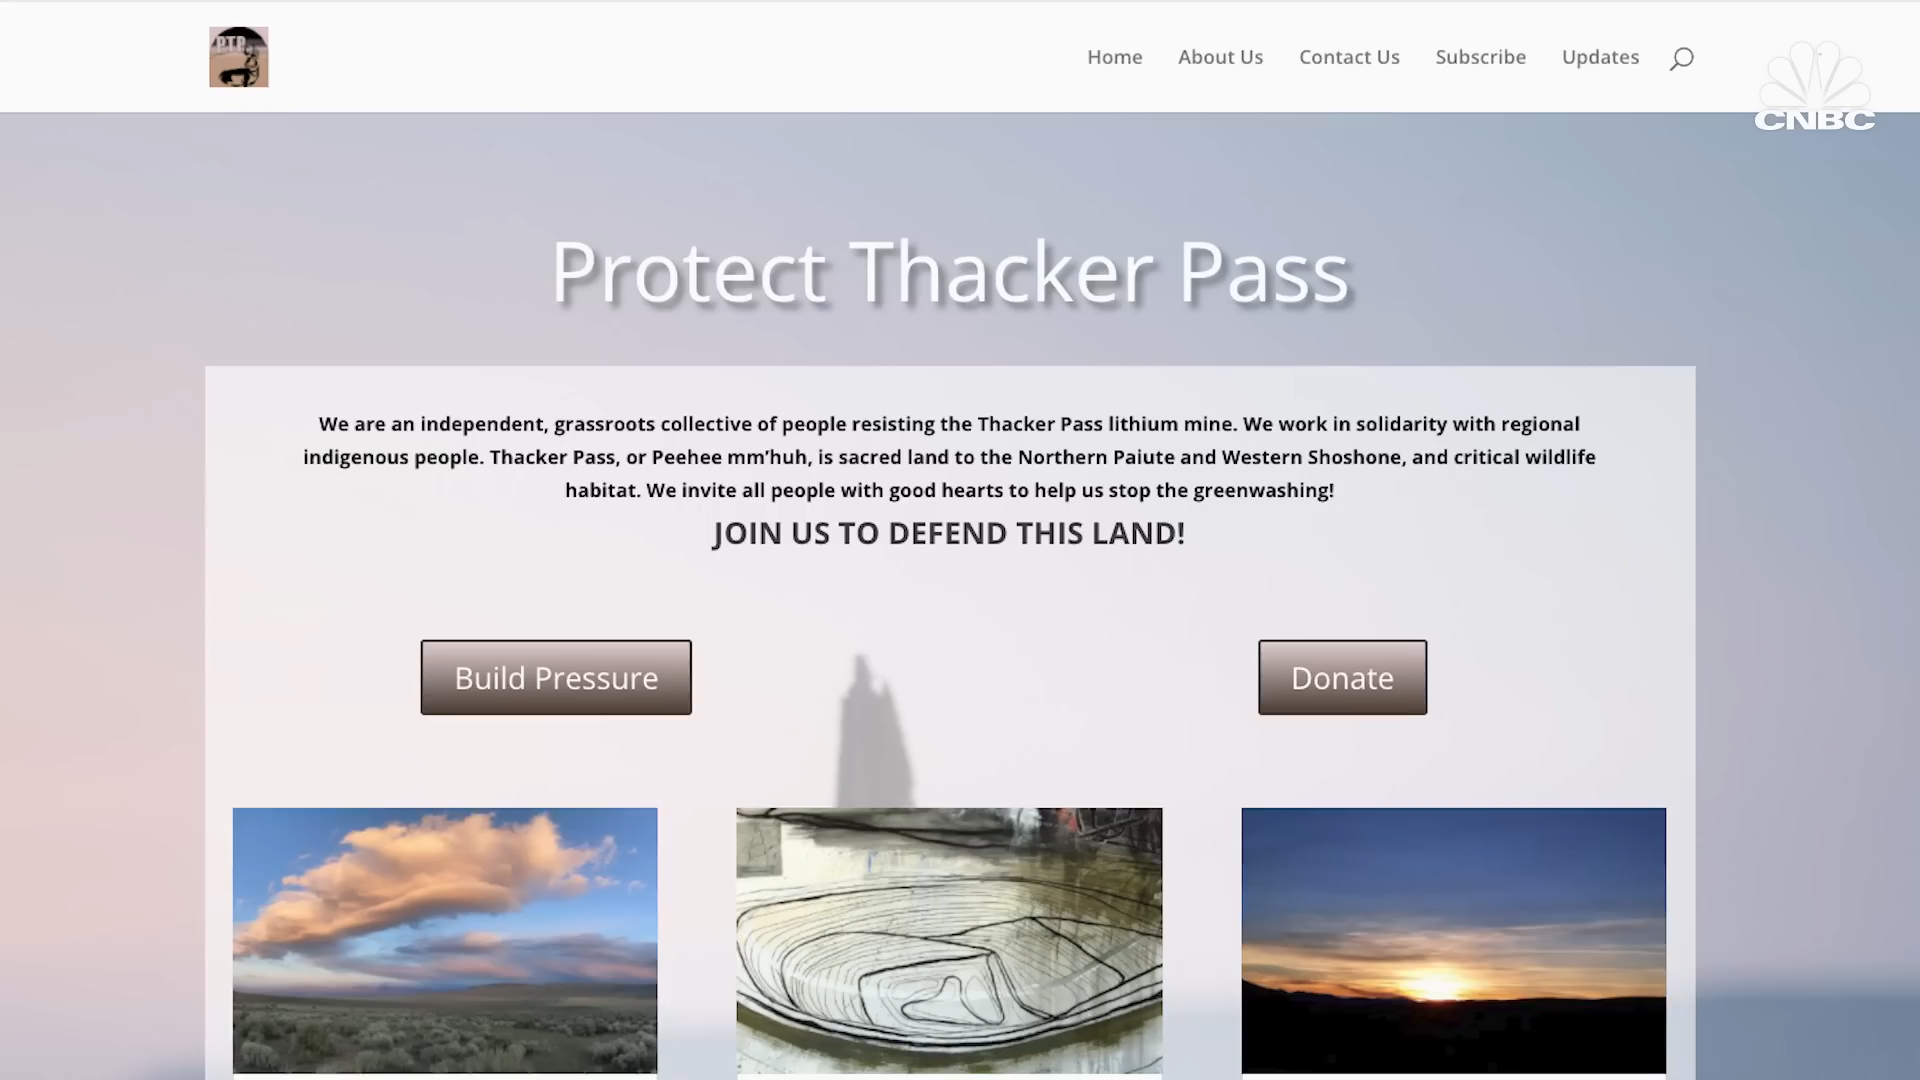 PTP
Home
About Us
Contact Us
Subscribe
Updates
CNBC
Protect Thacker Pass
We are an independent, grassroots collective of people resisting the Thacker Pass lithium mine. We work in solidarity with regional
indigenous people. Thacker Pass, or Peehee mm’huh, is sacred land to the Northern Paiute and Western Shoshone, and critical wildlife
habitat. We invite all people with good hearts to help us stop the greenwashing!
JOIN US TO DEFEND THIS LAND!
Build Pressure
Donate